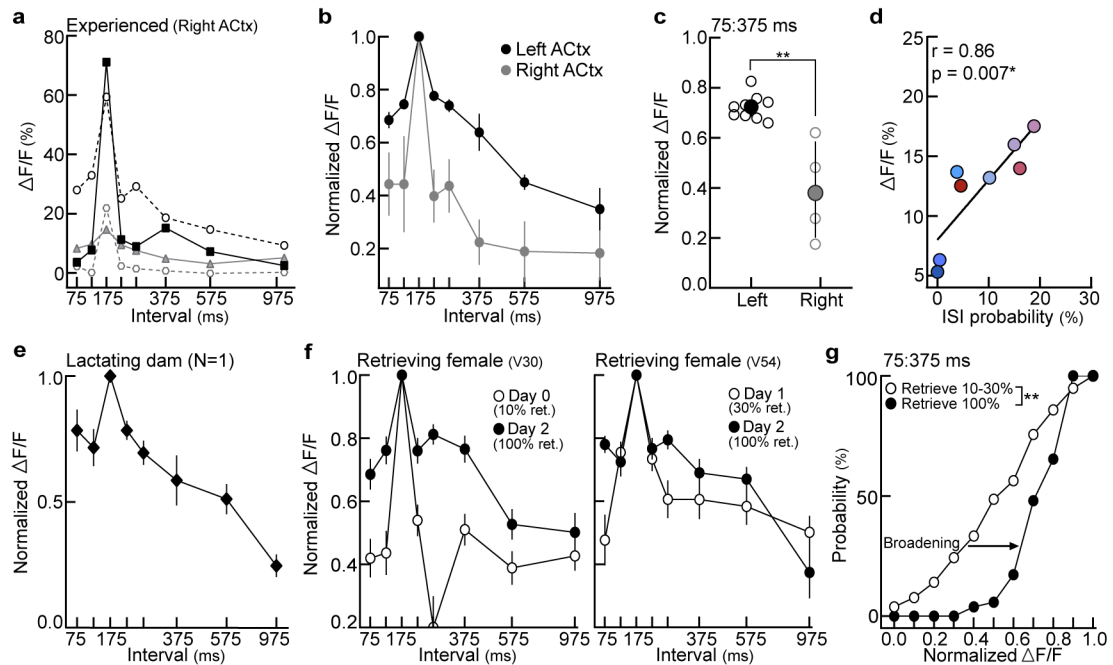 a
Experienced (Right ACtx)
80
60
40
20
0
ΔF/F (%)
75 175 375 575 975
Interval (ms)
b
1.0
0.8
0.6
0.4
0.2
Normalized ΔF/F
Left ACtx
Right ACtx
75 175 375 575 975
Interval (ms)
c
75:375 ms
1.0
0.8
0.6
0.4
0.2
0.0
Normalized ΔF/F
**
Left Right
d
25
20
15
10
5
ΔF/F (%)
r = 0.86
p = 0.007*
0 10 20 30
ISI probability (%)
e
Lactating dam (N=1)
1.0
0.5
0.0
Normalized ΔF/F
75 175 375 575 975
Interval (ms)
f
Retrieving female (V30)
1.0
0.8
0.6
0.4
0.2
Normalized ΔF/F
Day 0
(10% ret.)
Day 2
(100% ret.)
75 175 375 575 975
Interval (ms)
Retrieving female (V54)
Day 1
(30% ret.)
Day 2
(100% ret.)
75 175 375 575 975
Interval (ms)
g
75:375 ms
100
50
0
Probability (%)
Retrieve 10-30%
Retrieve 100%
**
Broadening
0.0 0.2 0.4 0.6 0.8 1.0
Normalized ΔF/F